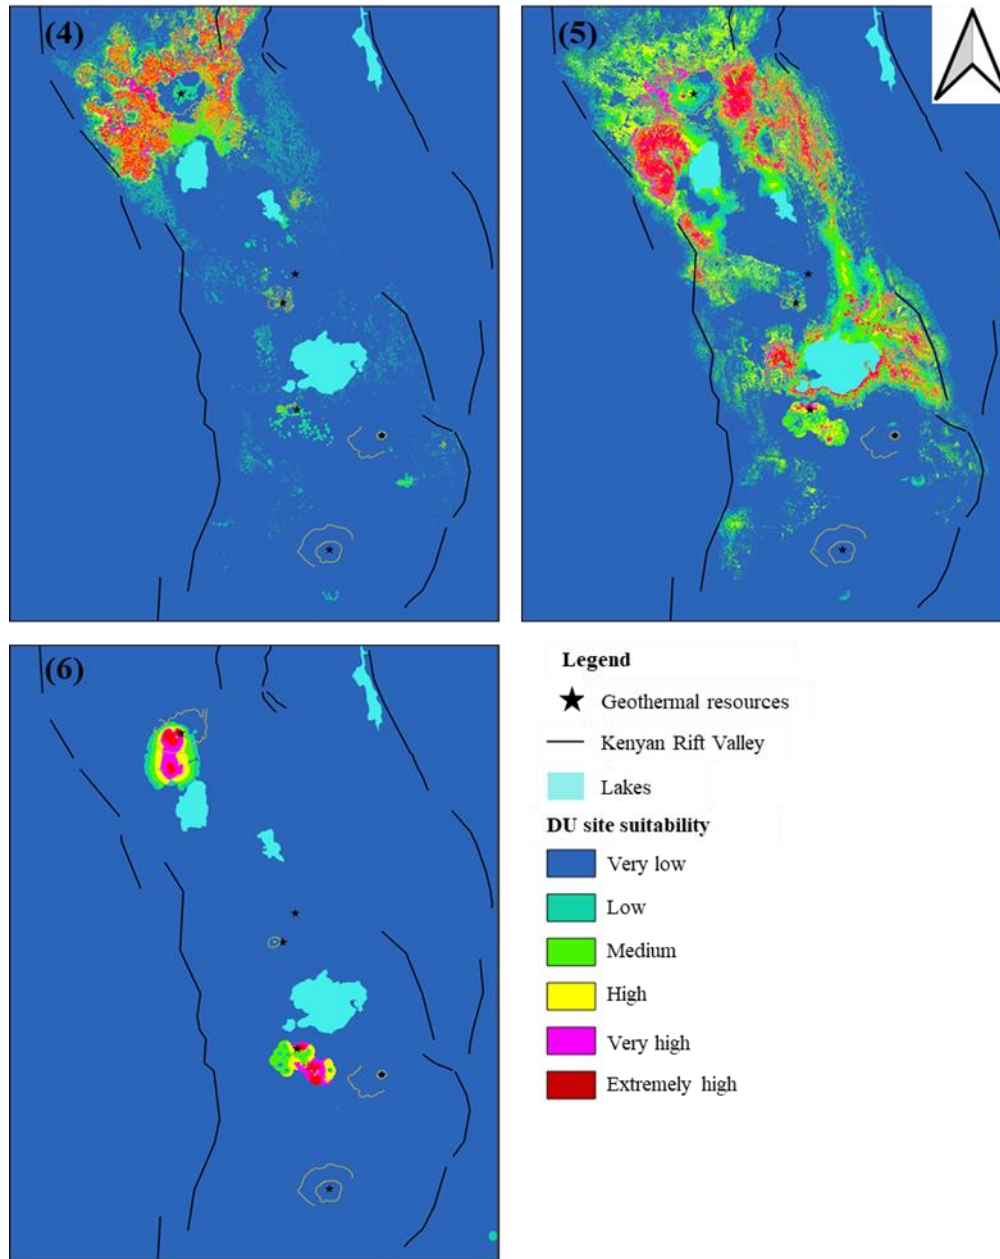 (4)
(5)
(6)
Legend
Geothermal resources
Kenyan Rift Valley
Lakes
DU site suitability
Very low
Low
Medium
High
Very high
Extremely high